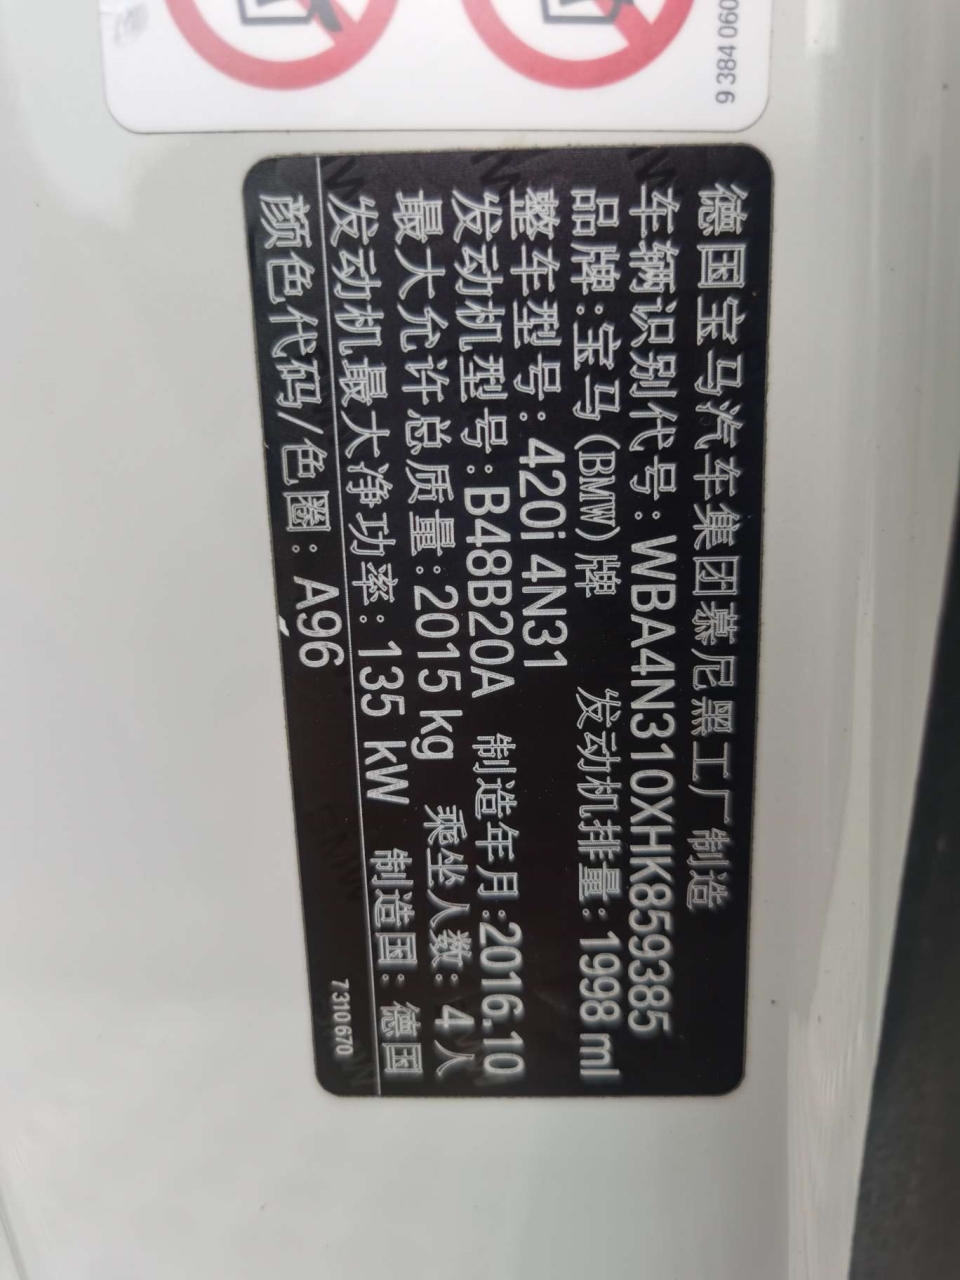 9 384 060
德国宝马汽车集团慕尼黑工厂制造
车辆识别代号: WBA4N310XHK859385
品牌:宝马(BMW)牌 发动机排量:1998 ml
整车型号:420i 4N31
发动机型号:B48B20A 制造年月:2016.10
最大允许总质量:2015 kg 乘坐人数: 4人
发动机最大净功率:135 kW 制造国: 德国
颜色代码/色圈: A96
7 310 670